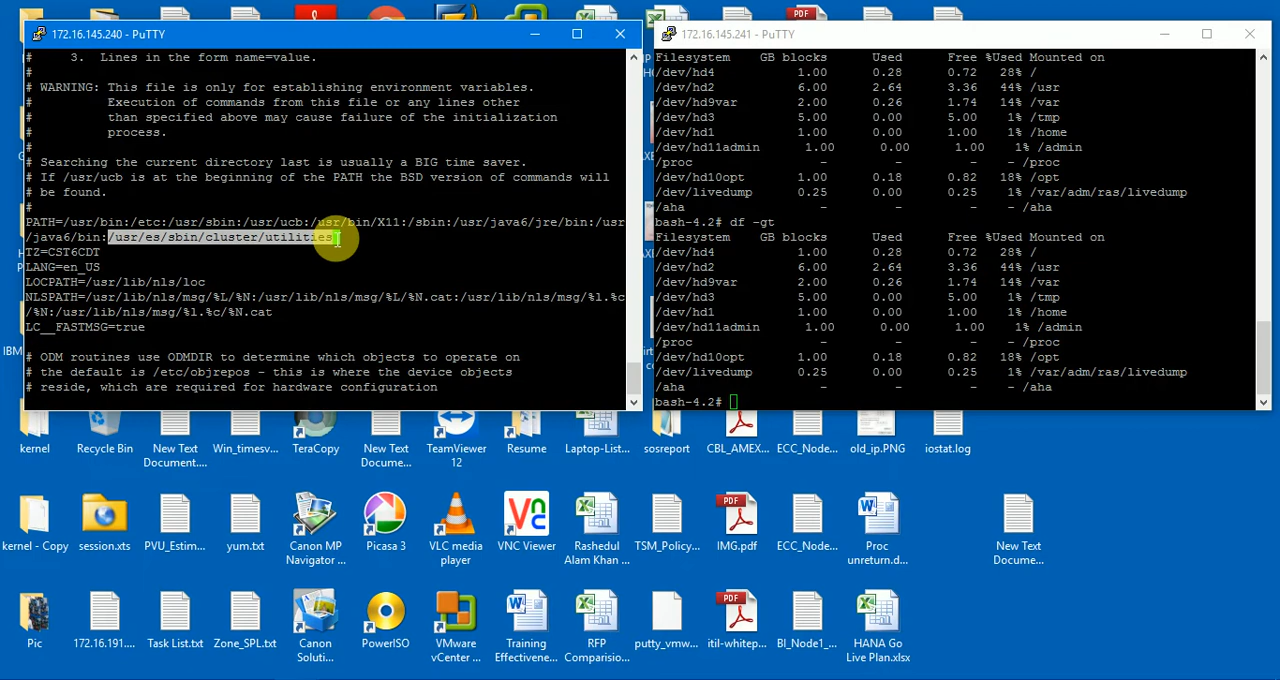 172.16.145.240 - PuTTY
#     3.  Lines in the form name=value.
#
# WARNING: This file is only for establishing environment variables.
#          Execution of commands from this file or any lines other
#          than specified above may cause failure of the initialization
#          process.
#
# Searching the current directory last is usually a BIG time saver.
# If /usr/ucb is at the beginning of the PATH the BSD version of commands will
# be found.
#
PATH=/usr/bin:/etc:/usr/sbin:/usr/ucb:/usr/bin/X11:/sbin:/usr/java6/jre/bin:/usr
/java6/bin:/usr/es/sbin/cluster/utilities
TZ=CST6CDT
LANG=en_US
LOCPATH=/usr/lib/nls/loc
NLSPATH=/usr/lib/nls/msg/%L/%N:/usr/lib/nls/msg/%L/%N.cat:/usr/lib/nls/msg/%l.%c
/%N:/usr/lib/nls/msg/%l.%c/%N.cat
LC__FASTMSG=true
# ODM routines use ODMDIR to determine which objects to operate on
# the default is /etc/objrepos - this is where the device objects
# reside, which are required for hardware configuration
172.16.145.241 - PuTTY
Filesystem    GB blocks      Used      Free %Used Mounted on
/dev/hd4           1.00      0.28      0.72   28% /
/dev/hd2           6.00      2.64      3.36   44% /usr
/dev/hd9var        2.00      0.26      1.74   14% /var
/dev/hd3           5.00      0.00      5.00    1% /tmp
/dev/hd1           1.00      0.00      1.00    1% /home
/dev/hd11admin      1.00      0.00      1.00    1% /admin
/proc                 -         -         -     - /proc
/dev/hd10opt       1.00      0.18      0.82   18% /opt
/dev/livedump      0.25      0.00      0.25    1% /var/adm/ras/livedump
/aha                  -         -         -     - /aha
bash-4.2# df -gt
Filesystem    GB blocks      Used      Free %Used Mounted on
/dev/hd4           1.00      0.28      0.72   28% /
/dev/hd2           6.00      2.64      3.36   44% /usr
/dev/hd9var        2.00      0.26      1.74   14% /var
/dev/hd3           5.00      0.00      5.00    1% /tmp
/dev/hd1           1.00      0.00      1.00    1% /home
/dev/hd11admin      1.00      0.00      1.00    1% /admin
/proc                 -         -         -     - /proc
/dev/hd10opt       1.00      0.18      0.82   18% /opt
/dev/livedump      0.25      0.00      0.25    1% /var/adm/ras/livedump
/aha                  -         -         -     - /aha
bash-4.2#
PDF
IBM
kernel
Recycle Bin
New Text
Document....
Win_timesv...
TeraCopy
New Text
Docume...
TeamViewer
12
Resume
Laptop-List...
sosreport
CBL_AMEX...
ECC_Node...
old_ip.PNG
iostat.log
PDF
kernel - Copy
session.xts
PVU_Estim...
yum.txt
Canon MP
Navigator ...
Picasa 3
VLC media
player
VNC Viewer
Rashedul
Alam Khan ...
TSM_Policy...
IMG.pdf
ECC_Node...
Proc
unreturn.d...
New Text
Docume...
PDF
Pic
172.16.191....
Task List.txt
Zone_SPL.txt
Canon
Soluti...
PowerISO
VMware
vCenter ...
Training
Effectivene...
RFP
Comparision...
putty_vmw...
itil-whitep...
BI_Node1_...
HANA Go
Live Plan.xlsx